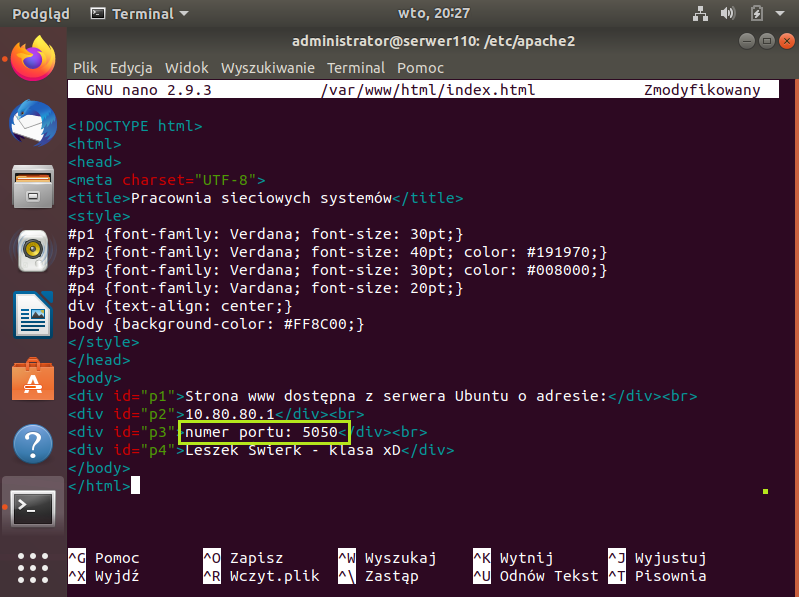 Podgląd Terminal wto, 20:27
administrator@serwer110: /etc/apache2
Plik Edycja Widok Wyszukiwanie Terminal Pomoc
GNU nano 2.9.3 /var/www/html/index.html Zmodyfikowany
<!DOCTYPE html>
<html>
<head>
<meta charset="UTF-8">
<title>Pracownia sieciowych systemów</title>
<style>
#p1 {font-family: Verdana; font-size: 30pt;}
#p2 {font-family: Verdana; font-size: 40pt; color: #191970;}
#p3 {font-family: Verdana; font-size: 30pt; color: #008000;}
#p4 {font-family: Vardana; font-size: 20pt;}
div {text-align: center;}
body {background-color: #FF8C00;}
</style>
</head>
<body>
<div id="p1">Strona www dostępna z serwera Ubuntu o adresie:</div><br>
<div id="p2">10.80.80.1</div><br>
<div id="p3">numer portu: 5050</div><br>
<div id="p4">Leszek Świerk - klasa xD</div>
</body>
</html>
^G Pomoc ^O Zapisz ^W Wyszukaj ^K Wytnij ^J Wyjustuj
^X Wyjdź ^R Wczyt.plik ^\ Zastąp ^U Odnów Tekst ^T Pisownia